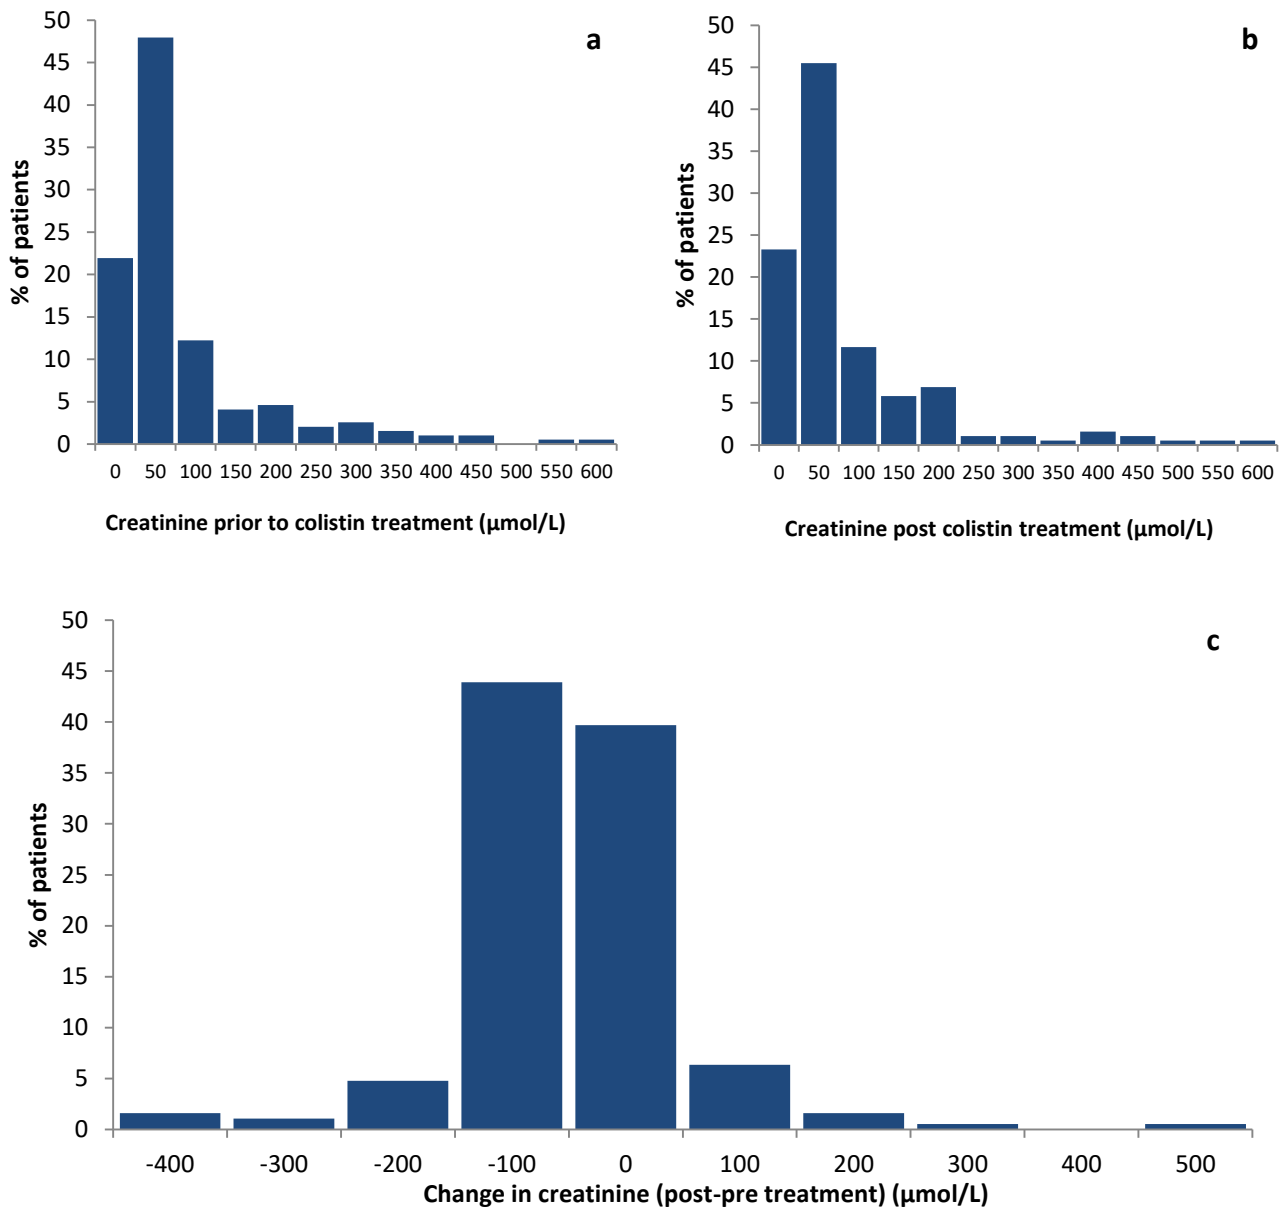 a
50
45
40
35
30
25
20
15
10
5
0
% of patients
0 50 100 150 200 250 300 350 400 450 500 550 600
Creatinine prior to colistin treatment (µmol/L)
b
50
45
40
35
30
25
20
15
10
5
0
% of patients
0 50 100 150 200 250 300 350 400 450 500 550 600
Creatinine post colistin treatment (µmol/L)
c
50
45
40
35
30
25
20
15
10
5
0
% of patients
-400 -300 -200 -100 0 100 200 300 400 500
Change in creatinine (post-pre treatment) (µmol/L)